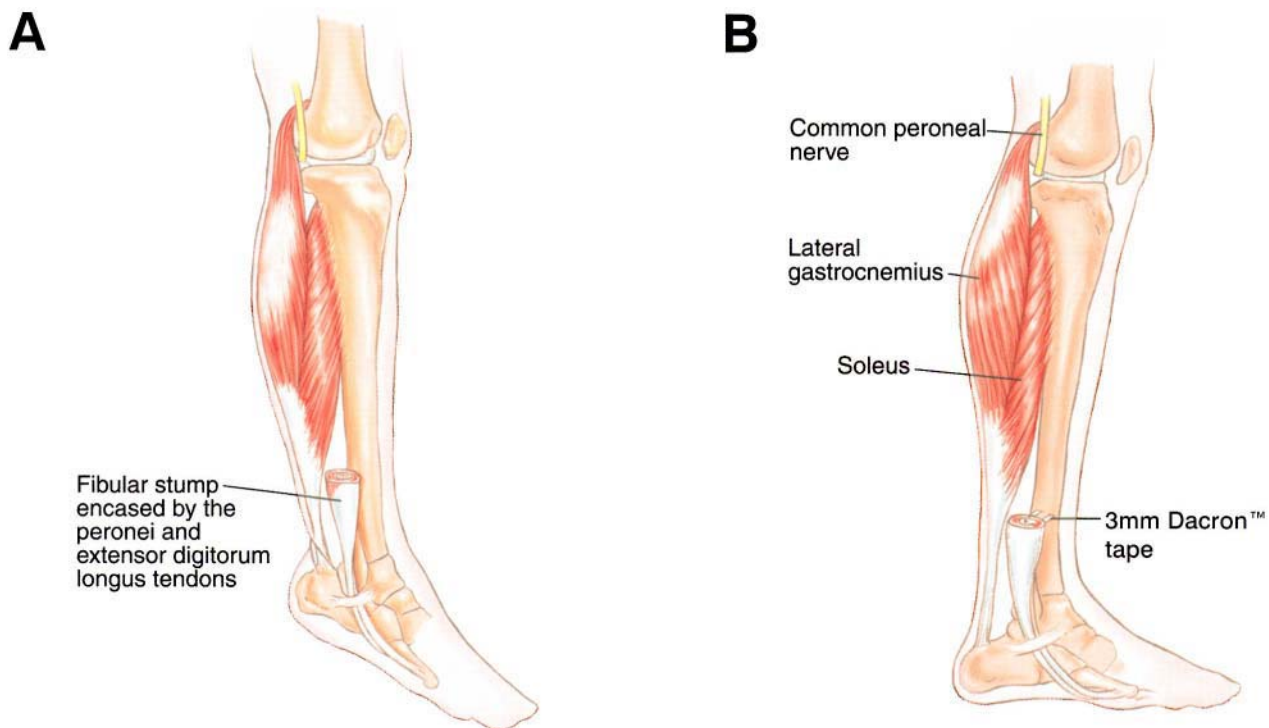 A
B
Common peroneal
nerve
Lateral
gastrocnemius
Soleus
Fibular stump
encased by the
peronei and
extensor digitorum
longus tendons
3mm Dacron™
tape